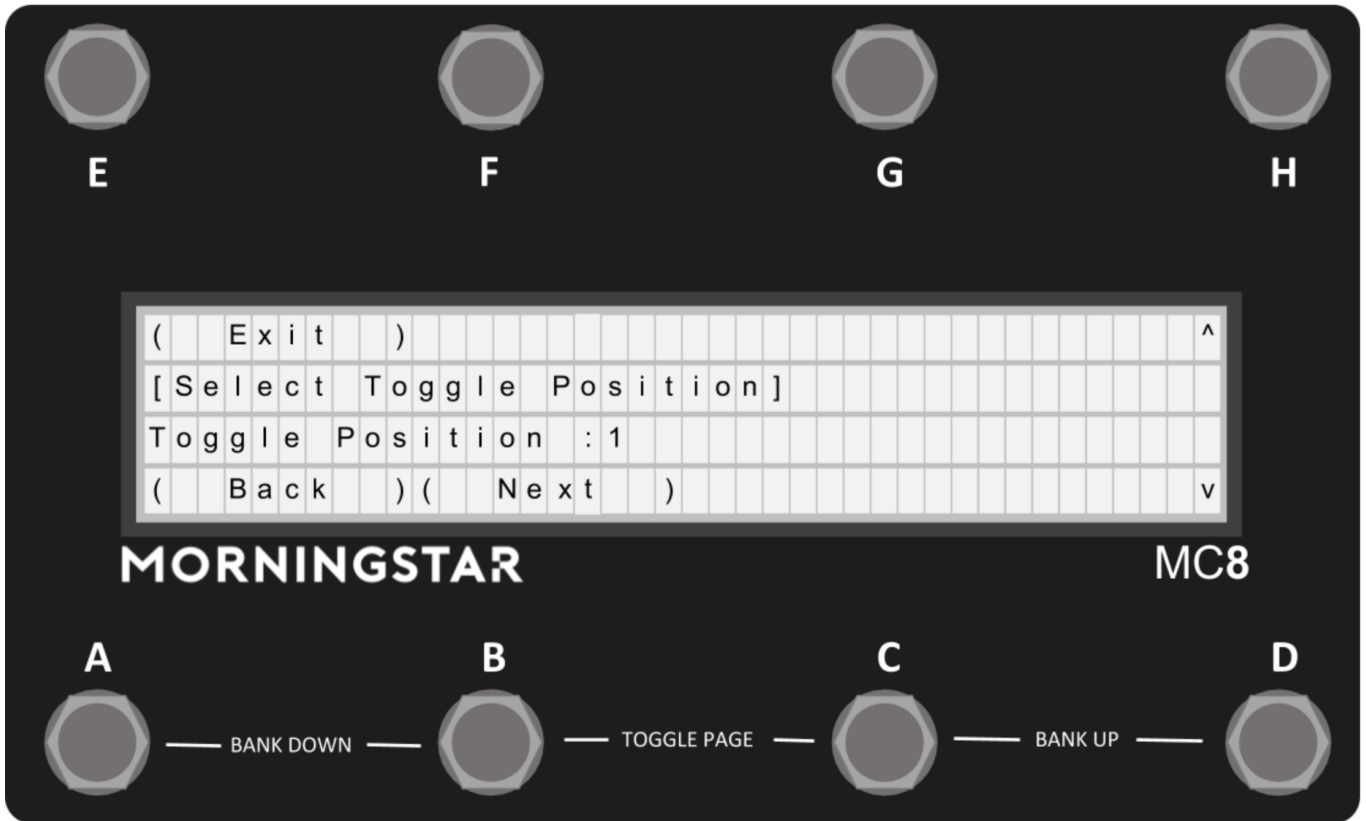 E F G H
( Exit ) ^
[Select Toggle Position]
Toggle Position :1
( Back )( Next ) v
MORNINGSTAR MC8
A B C D
BANK DOWN TOGGLE PAGE BANK UP